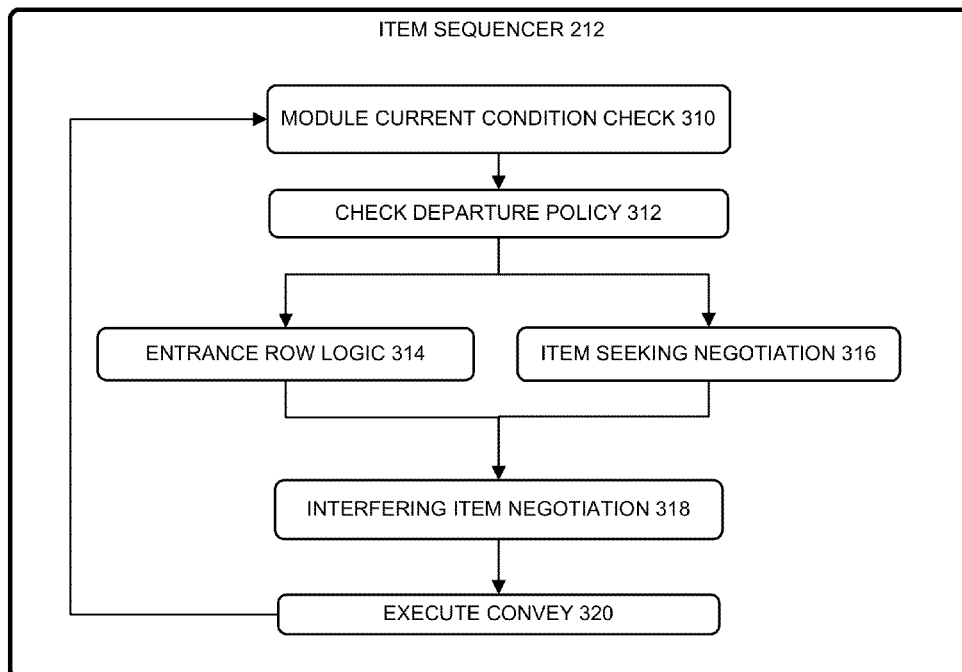 ITEM SEQUENCER 212
MODULE CURRENT CONDITION CHECK 310
CHECK DEPARTURE POLICY 312
ENTRANCE ROW LOGIC 314
ITEM SEEKING NEGOTIATION 316
INTERFERING ITEM NEGOTIATION 318
EXECUTE CONVEY 320